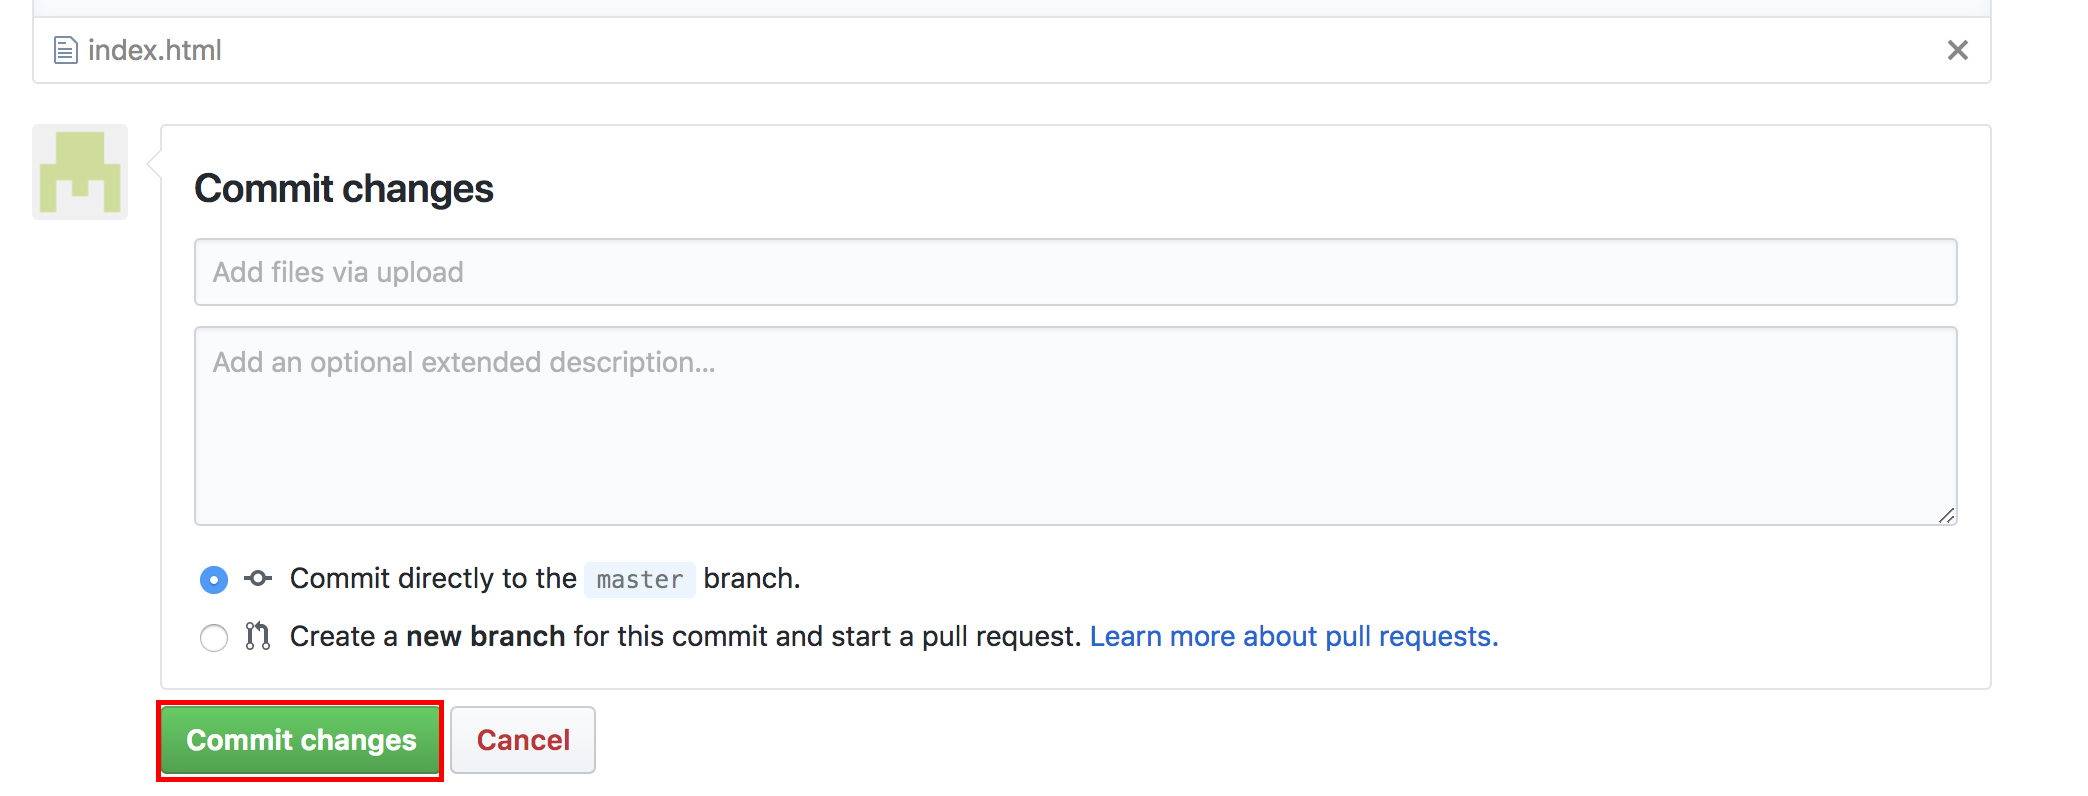 index.html
Commit changes
Add files via upload
Add an optional extended description...
Commit directly to the master branch.
Create a new branch for this commit and start a pull request. Learn more about pull requests.
Commit changes Cancel